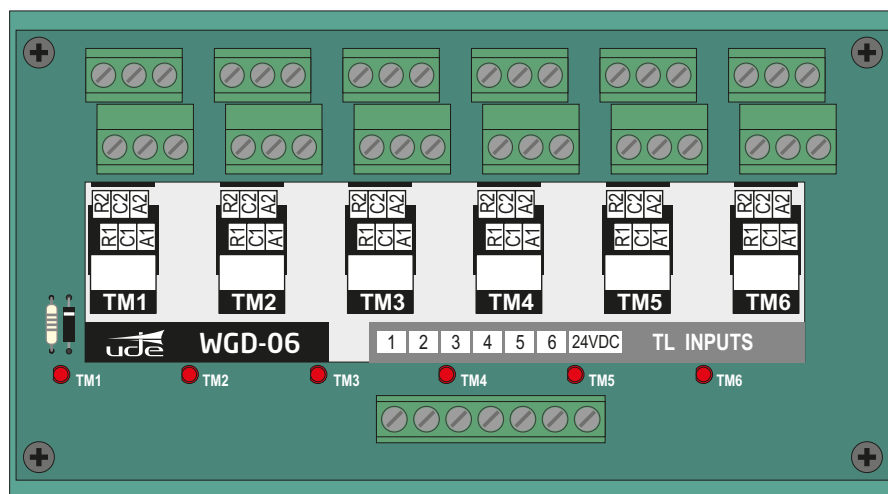 R2 C2 A2 R2 C2 A2 R2 C2 A2 R2 C2 A2 R2 C2 A2 R2 C2 A2
R1 C1 A1 R1 C1 A1 R1 C1 A1 R1 C1 A1 R1 C1 A1 R1 C1 A1
TM1 TM2 TM3 TM4 TM5 TM6
ude WGD-06 1 2 3 4 5 6 24VDC TL INPUTS
TM1 TM2 TM3 TM4 TM5 TM6